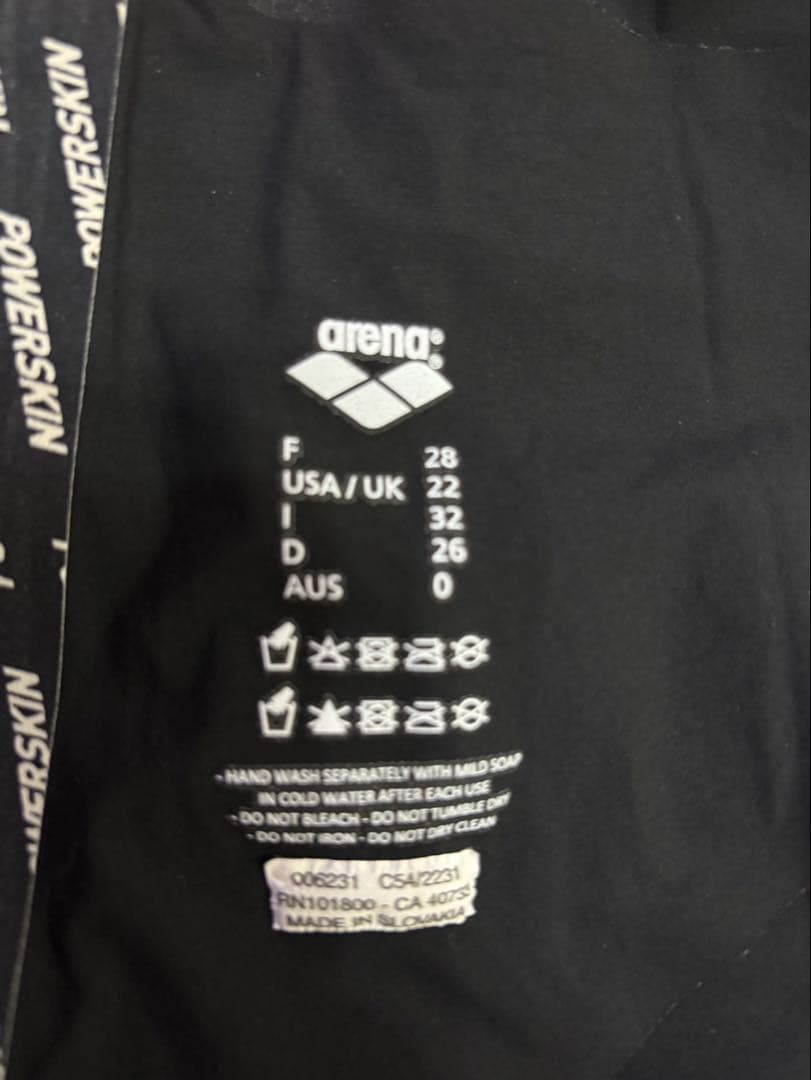 POWERSKIN
POWERSKIN
arena
F 28
USA / UK 22
I 32
D 26
AUS 0
- HAND WASH SEPARATELY WITH MILD SOAP
IN COLD WATER AFTER EACH USE
- DO NOT BLEACH - DO NOT TUMBLE DRY
- DO NOT IRON - DO NOT DRY CLEAN
006231 C54/2231
RN101800 - CA 40735
MADE IN SLOVAKIA